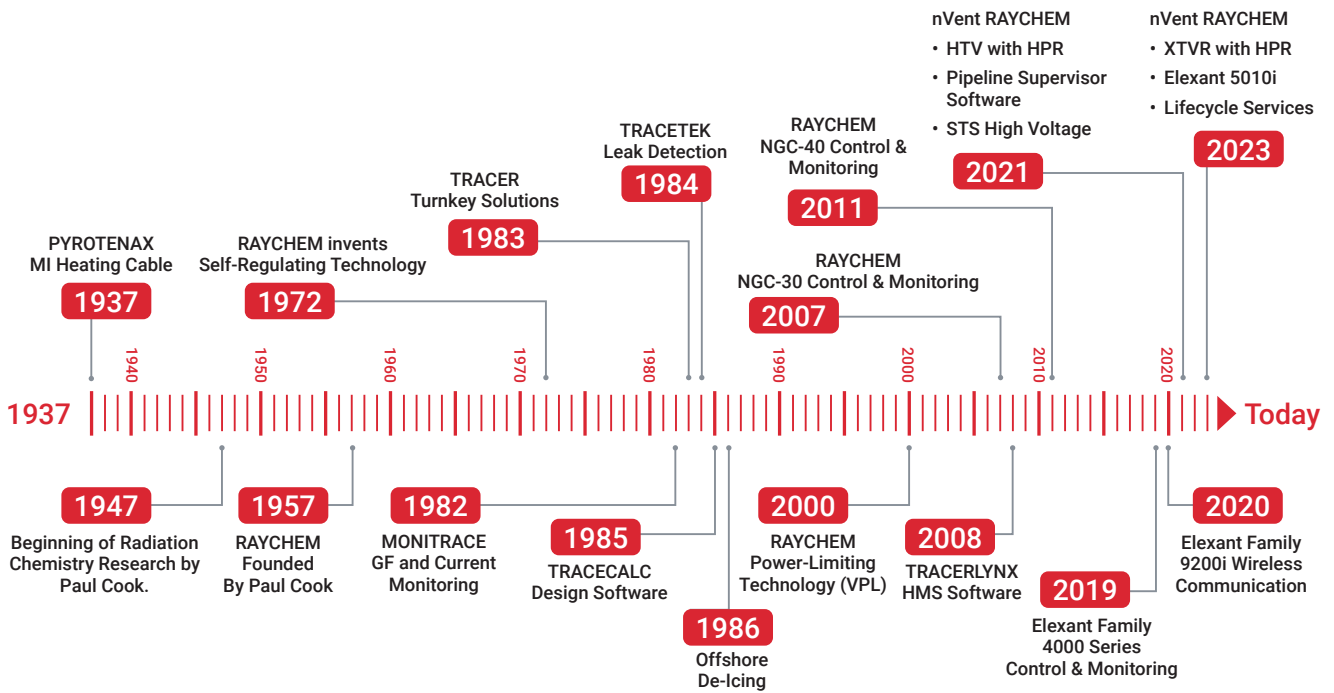 nVent RAYCHEM
• HTV with HPR
• Pipeline Supervisor
Software
• STS High Voltage
2021
nVent RAYCHEM
• XTVR with HPR
• Elexant 5010i
• Lifecycle Services
2023
RAYCHEM
NGC-40 Control &
Monitoring
2011
TRACETEK
Leak Detection
1984
TRACER
Turnkey Solutions
1983
PYROTENAX
MI Heating Cable
1937
RAYCHEM invents
Self-Regulating Technology
1972
RAYCHEM
NGC-30 Control & Monitoring
2007
1940
1950
1960
1970
1980
1990
2000
2010
2020
1937
Today
1947
Beginning of Radiation
Chemistry Research by
Paul Cook.
1957
RAYCHEM
Founded
By Paul Cook
1982
MONITRACE
GF and Current
Monitoring
1985
TRACECALC
Design Software
1986
Offshore
De-Icing
2000
RAYCHEM
Power-Limiting
Technology (VPL)
2008
TRACERLYNX
HMS Software
2019
Elexant Family
4000 Series
Control & Monitoring
2020
Elexant Family
9200i Wireless
Communication